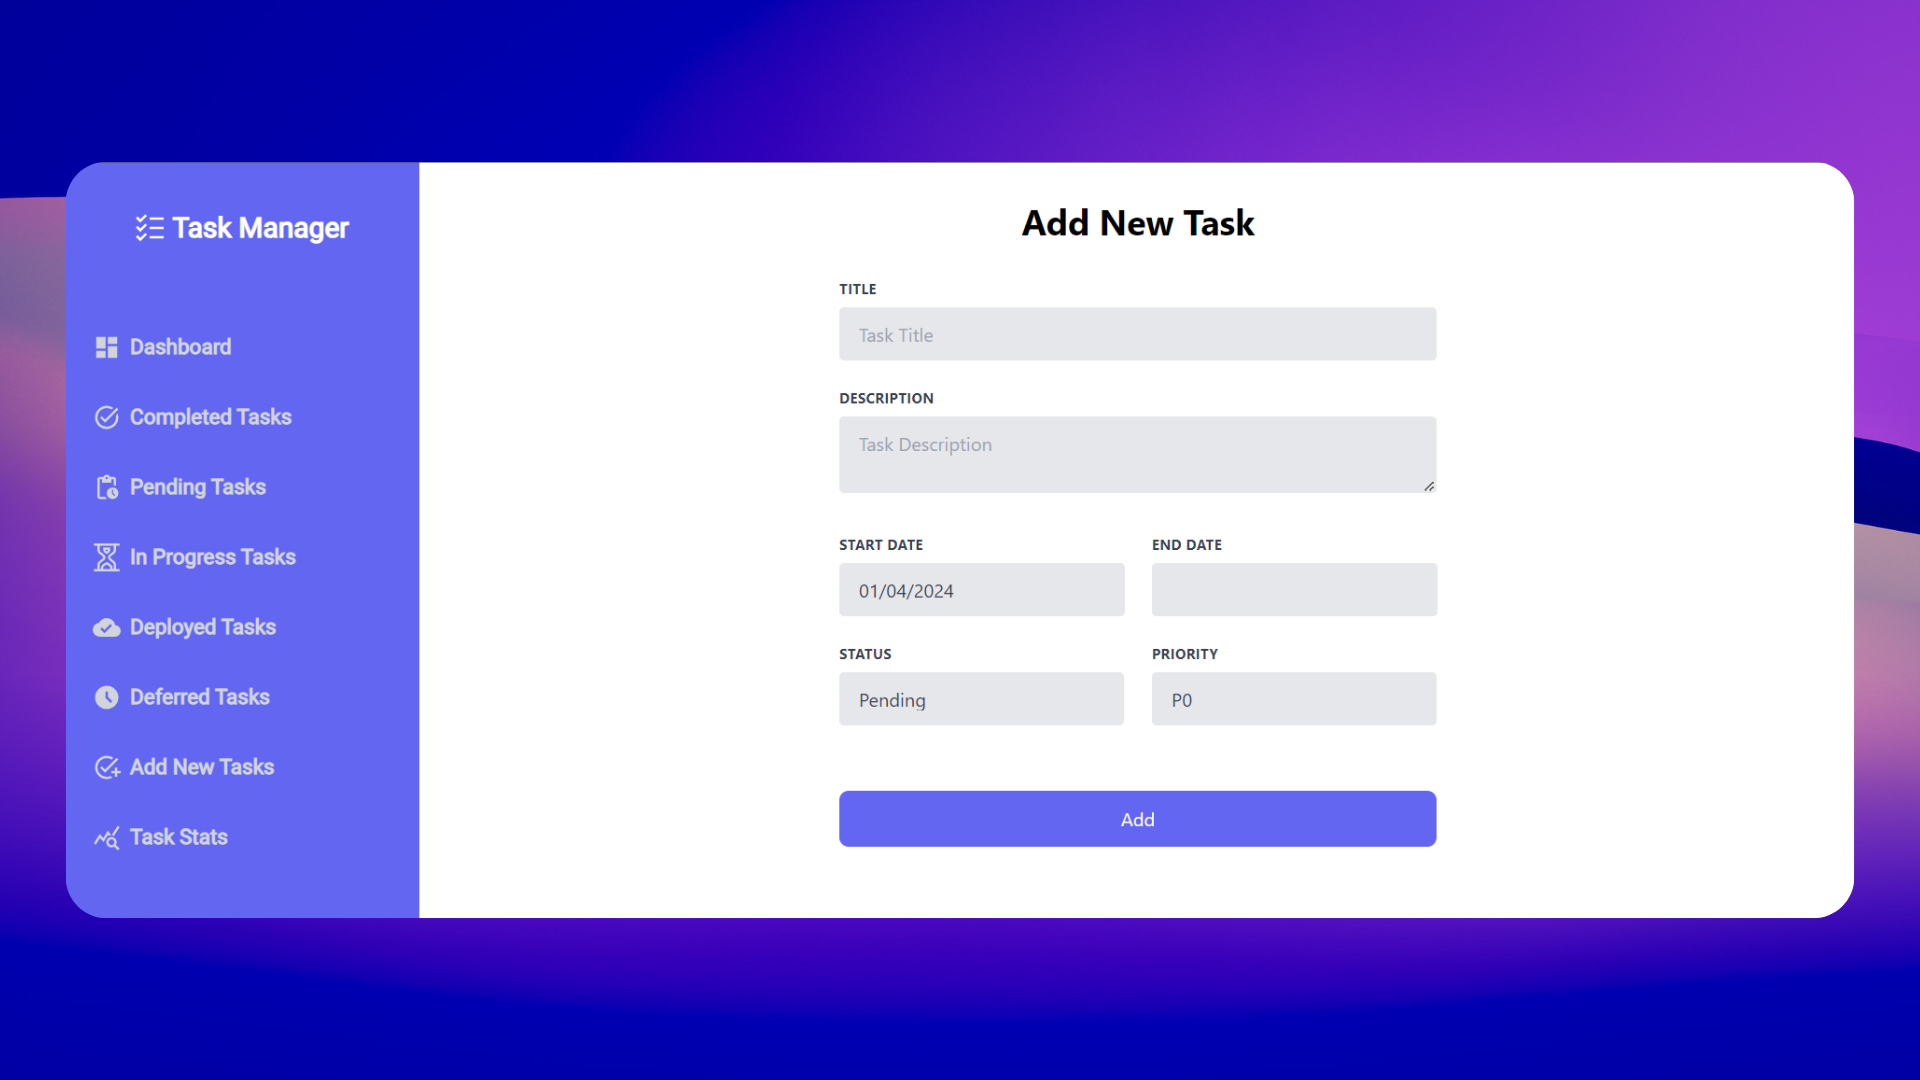 Task Manager
Dashboard
Completed Tasks
Pending Tasks
In Progress Tasks
Deployed Tasks
Deferred Tasks
Add New Tasks
Task Stats
Add New Task
TITLE
Task Title
DESCRIPTION
Task Description
START DATE
END DATE
01/04/2024
STATUS
PRIORITY
Pending
P0
Add